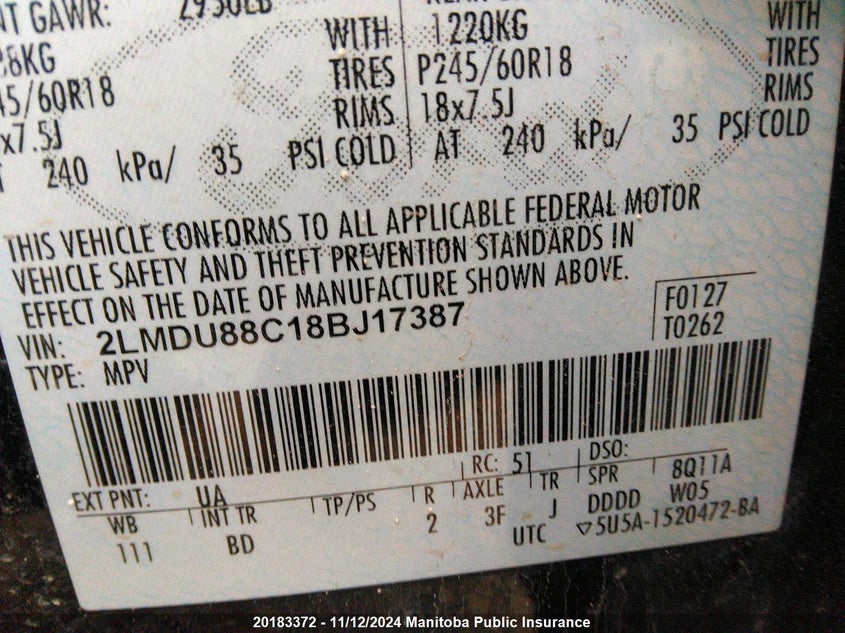 NT GAWR: 2950LB
WITH 1220KG WITH
28KG TIRES P245/60R18 TIRES
45/60R18 RIMS 18x7.5J RIMS
x7.5J AT 240 kPa/ 35 PSI COLD
240 kPa/ 35 PSI COLD
THIS VEHICLE CONFORMS TO ALL APPLICABLE FEDERAL MOTOR
VEHICLE SAFETY AND THEFT PREVENTION STANDARDS IN
EFFECT ON THE DATE OF MANUFACTURE SHOWN ABOVE.
VIN: 2LMDU88C18BJ17387
F0127
T0262
TYPE: MPV
EXT PNT: UA RC: 51 DSO:
WB INT TR TP/PS R AXLE TR SPR 8Q11A
111 BD 2 3F J DDDD W05
UTC ▽5U5A-1520472-BA
20183372 - 11/12/2024 Manitoba Public Insurance